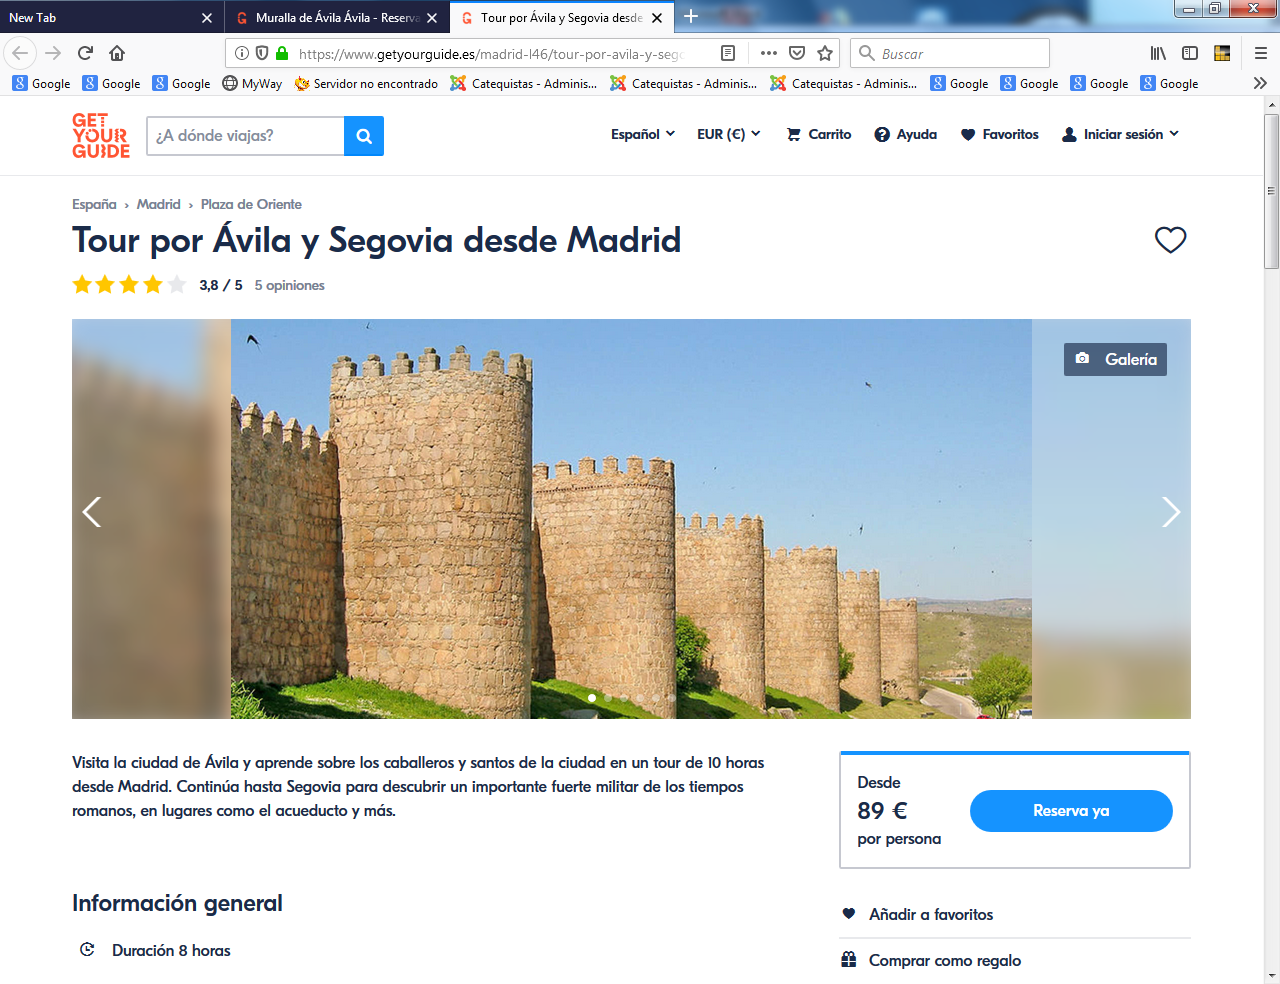 New Tab
Muralla de Ávila Ávila - Reserva
Tour por Ávila y Segovia desde
https://www.getyourguide.es/madrid-l46/tour-por-avila-y-sego
Buscar
Google
Google
Google
MyWay
Servidor no encontrado
Catequistas - Adminis...
Catequistas - Adminis...
Catequistas - Adminis...
Google
Google
Google
Google
GET
YOUR
GUIDE
¿A dónde viajas?
Español
EUR (€)
Carrito
Ayuda
Favoritos
Iniciar sesión
España › Madrid › Plaza de Oriente
Tour por Ávila y Segovia desde Madrid
3,8 / 5 5 opiniones
Galería
Visita la ciudad de Ávila y aprende sobre los caballeros y santos de la ciudad en un tour de 10 horas
desde Madrid. Continúa hasta Segovia para descubrir un importante fuerte militar de los tiempos
romanos, en lugares como el acueducto y más.
Desde
89 €
por persona
Reserva ya
Información general
Duración 8 horas
Añadir a favoritos
Comprar como regalo